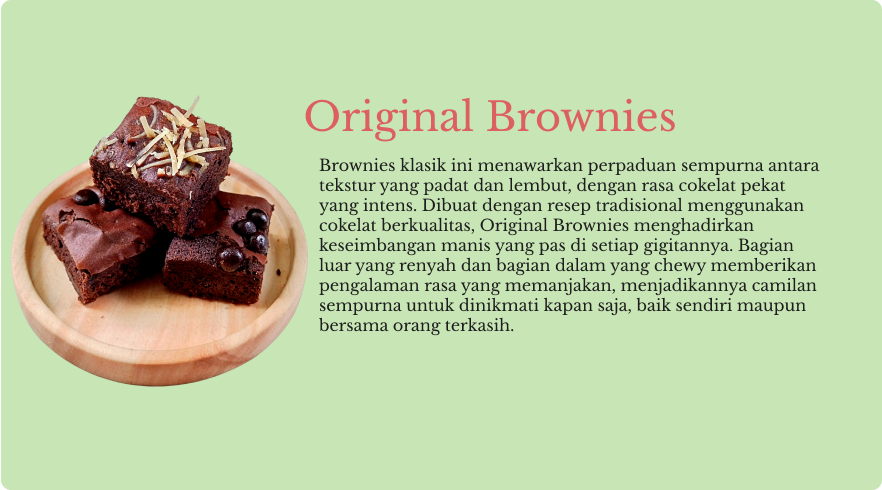 Original Brownies
Brownies klasik ini menawarkan perpaduan sempurna antara
tekstur yang padat dan lembut, dengan rasa cokelat pekat
yang intens. Dibuat dengan resep tradisional menggunakan
cokelat berkualitas, Original Brownies menghadirkan
keseimbangan manis yang pas di setiap gigitannya. Bagian
luar yang renyah dan bagian dalam yang chewy memberikan
pengalaman rasa yang memanjakan, menjadikannya camilan
sempurna untuk dinikmati kapan saja, baik sendiri maupun
bersama orang terkasih.